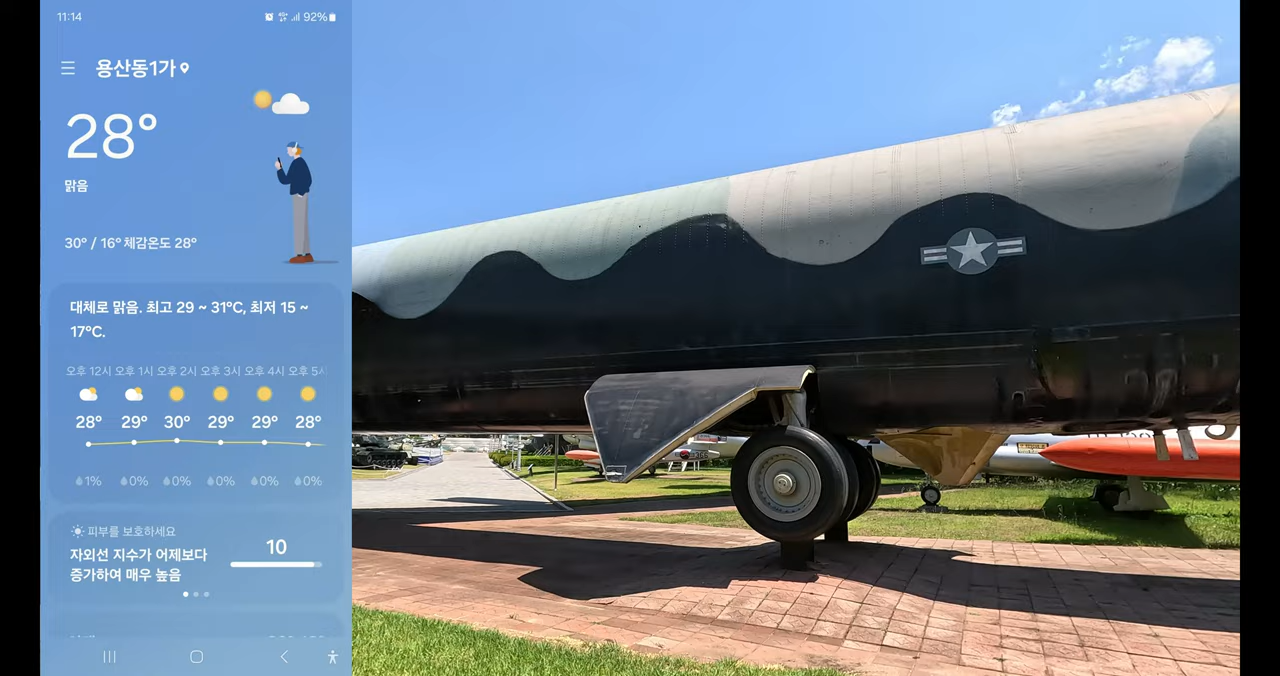 11:14
92%
용산동1가
28°
맑음
30° / 16° 체감온도 28°
대체로 맑음. 최고 29 ~ 31°C, 최저 15 ~
17°C.
오후 12시 오후 1시 오후 2시 오후 3시 오후 4시 오후 5시
28° 29° 30° 29° 29° 28°
1% 0% 0% 0% 0% 0%
피부를 보호하세요
자외선 지수가 어제보다
증가하여 매우 높음
10